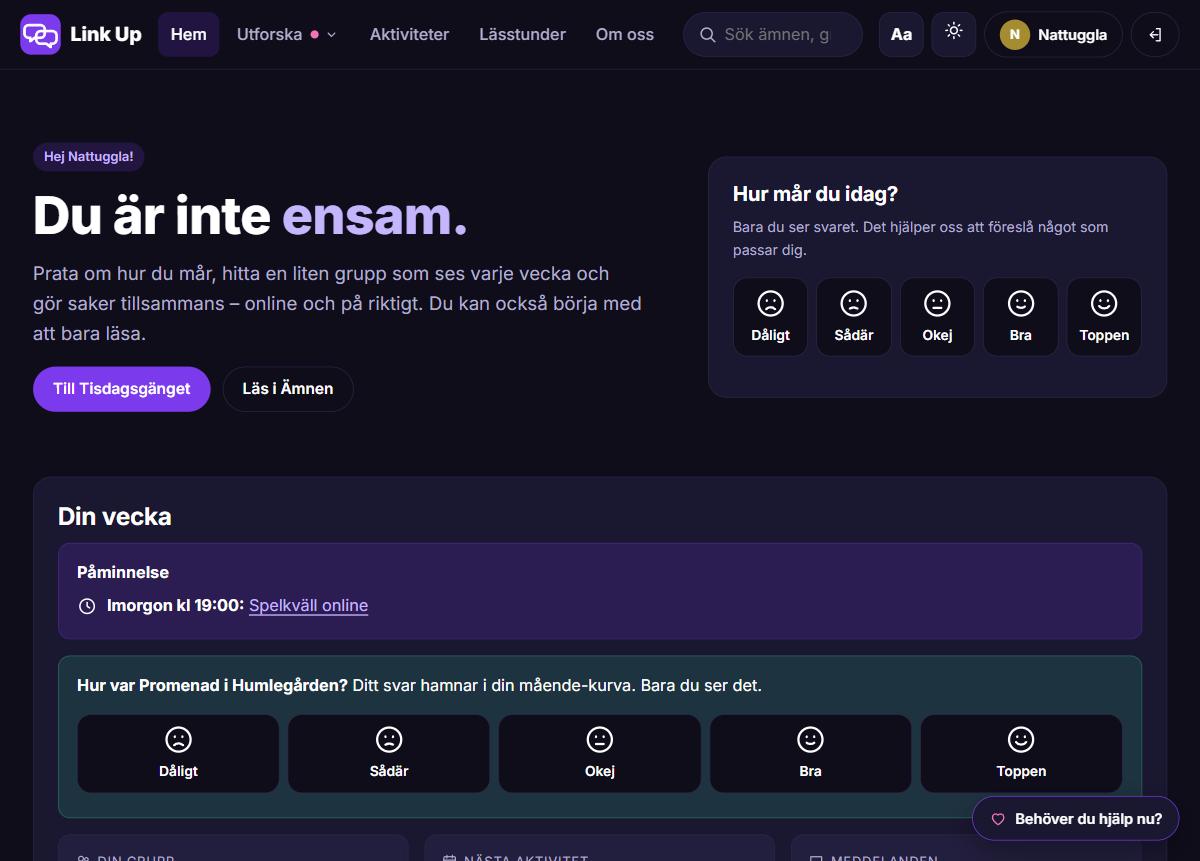 Link Up
Hem
Utforska
Aktiviteter
Lässtunder
Om oss
Sök ämnen, g
Aa
N
Nattuggla
Hej Nattuggla!
Du är inte ensam.
Prata om hur du mår, hitta en liten grupp som ses varje vecka och
gör saker tillsammans – online och på riktigt. Du kan också börja med
att bara läsa.
Till Tisdagsgänget
Läs i Ämnen
Hur mår du idag?
Bara du ser svaret. Det hjälper oss att föreslå något som
passar dig.
Dåligt
Sådär
Okej
Bra
Toppen
Din vecka
Påminnelse
Imorgon kl 19:00: Spelkväll online
Hur var Promenad i Humlegården? Ditt svar hamnar i din mående-kurva. Bara du ser det.
Dåligt
Sådär
Okej
Bra
Toppen
Behöver du hjälp nu?
DIN GRUPP
NÄSTA AKTIVITET
MEDDELANDEN